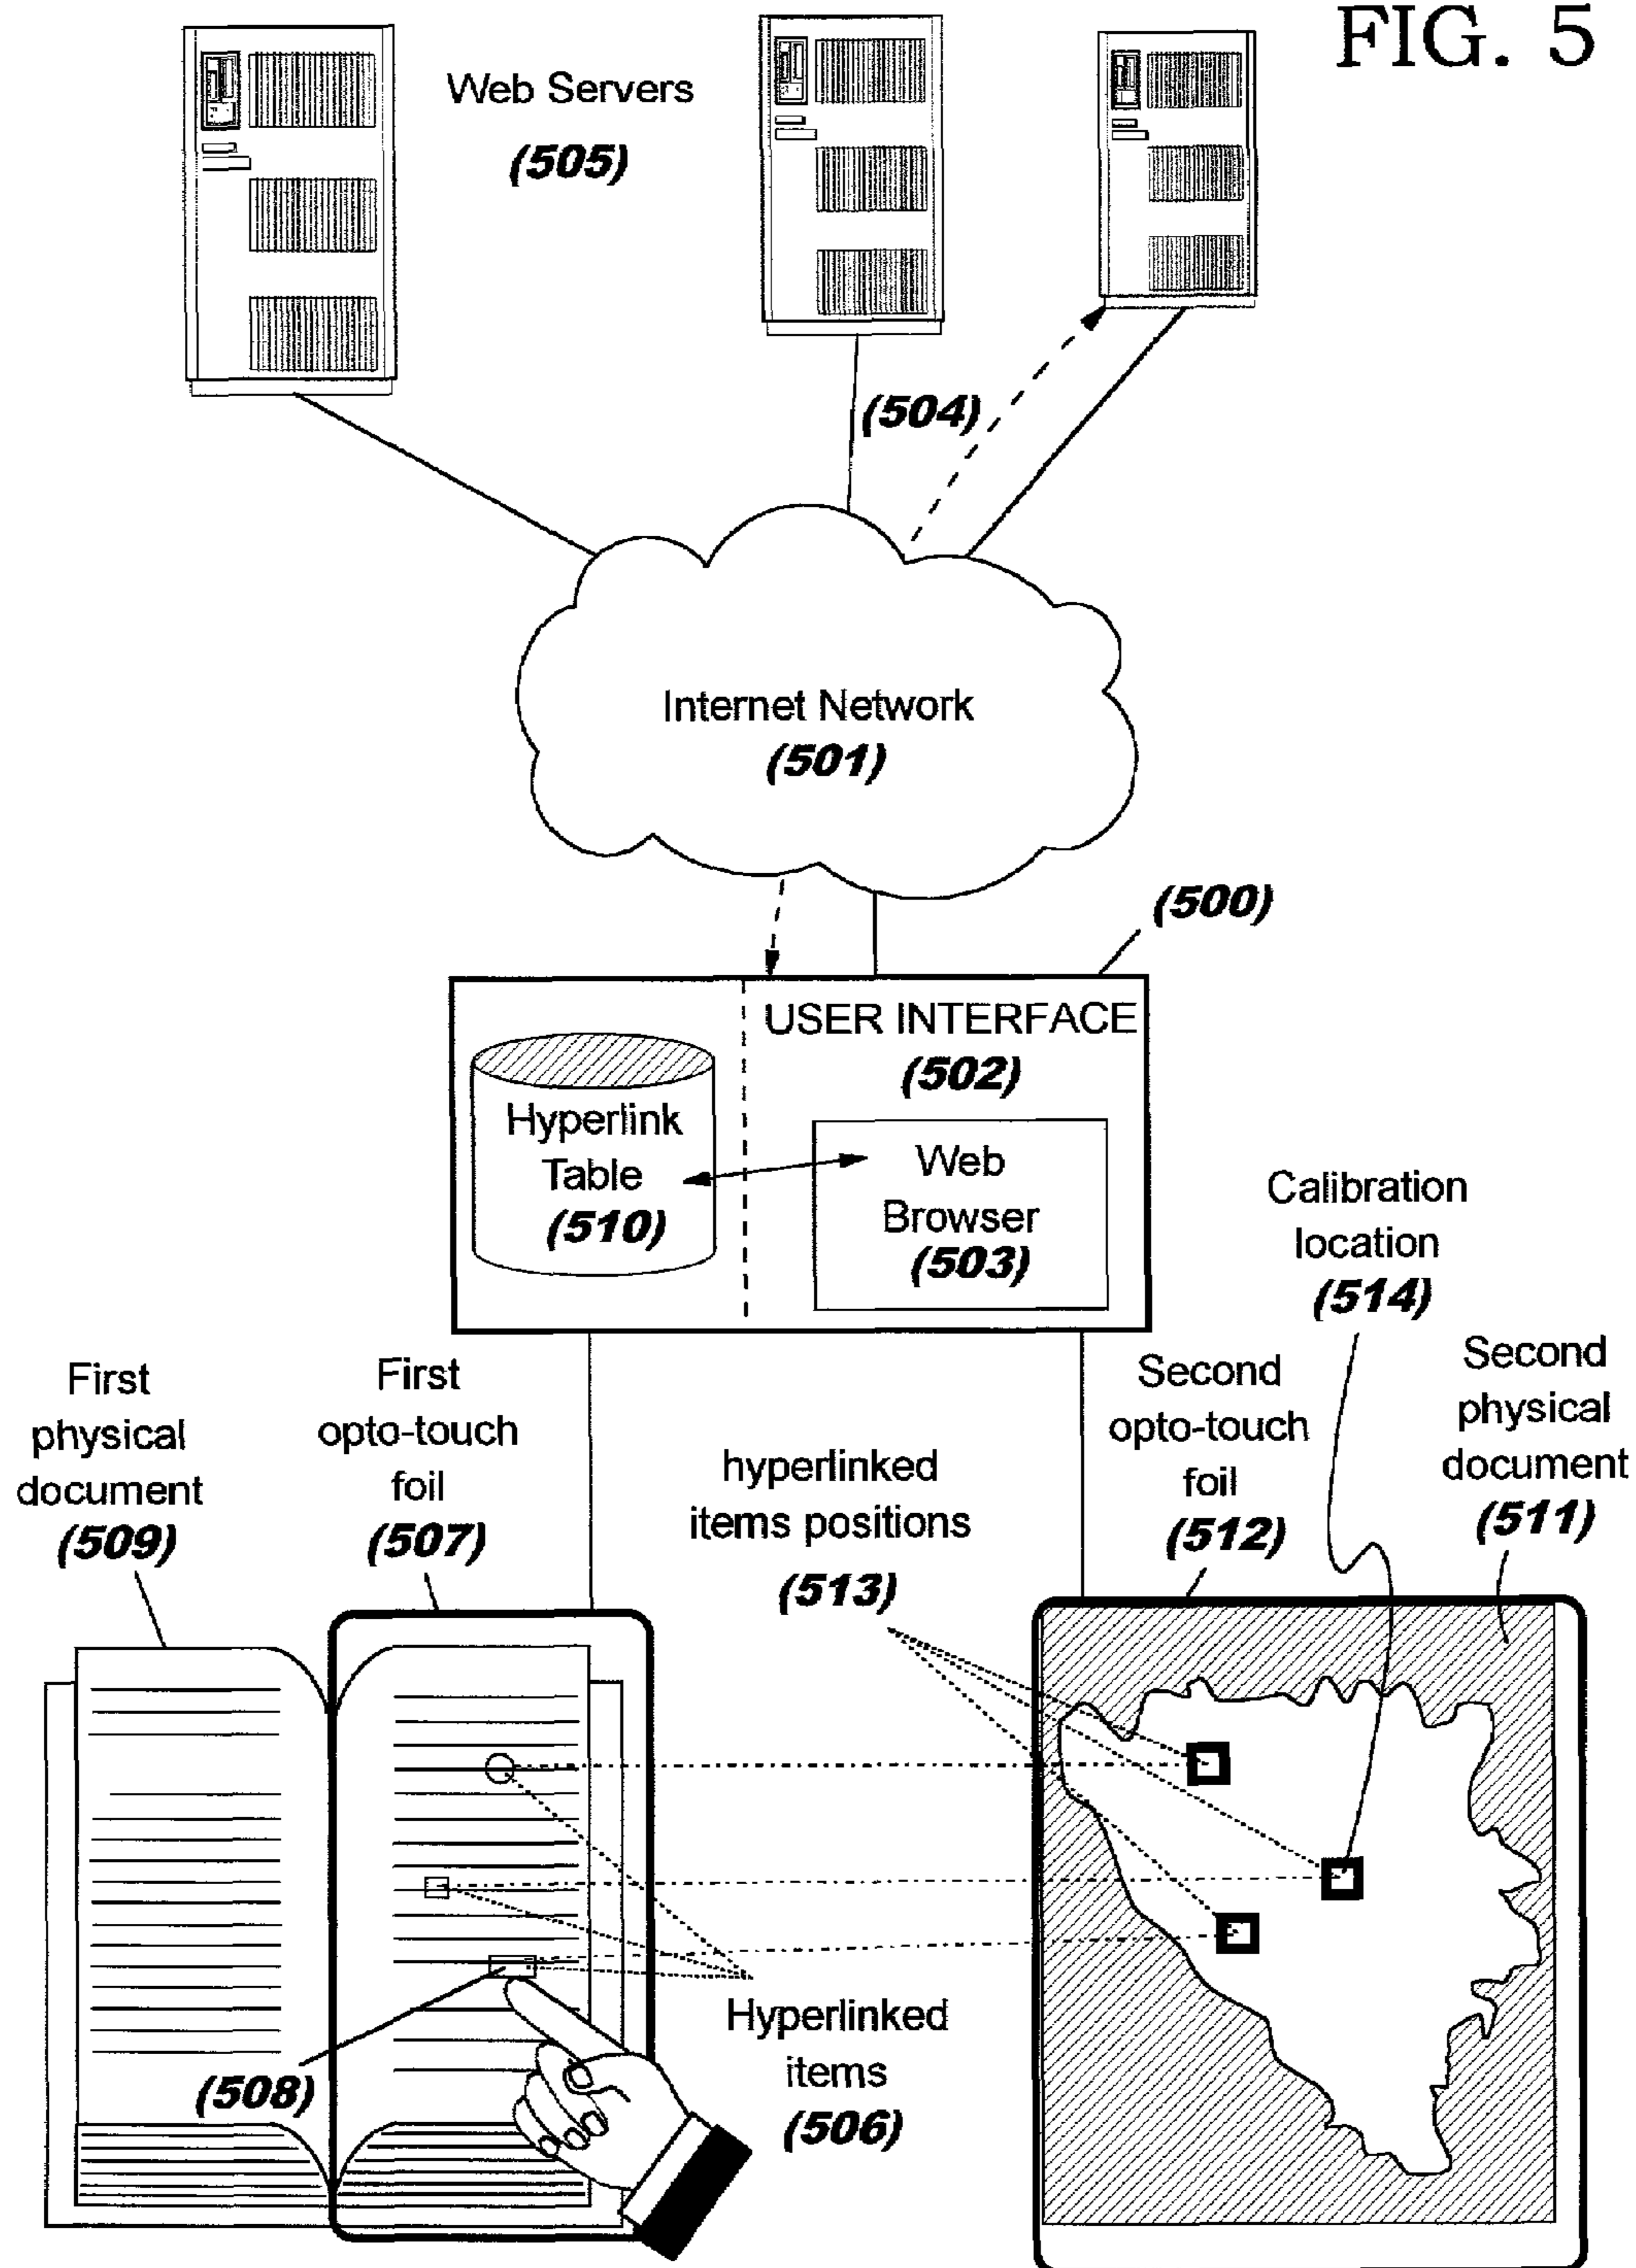 FIG. 5
Web Servers
(505)
(504)
Internet Network
(501)
(500)
USER INTERFACE
(502)
Hyperlink
Table
(510)
Web
Browser
(503)
Calibration
location
(514)
First
physical
document
(509)
First
opto-touch
foil
(507)
hyperlinked
items positions
(513)
Second
opto-touch
foil
(512)
Second
physical
document
(511)
(508)
Hyperlinked
items
(506)